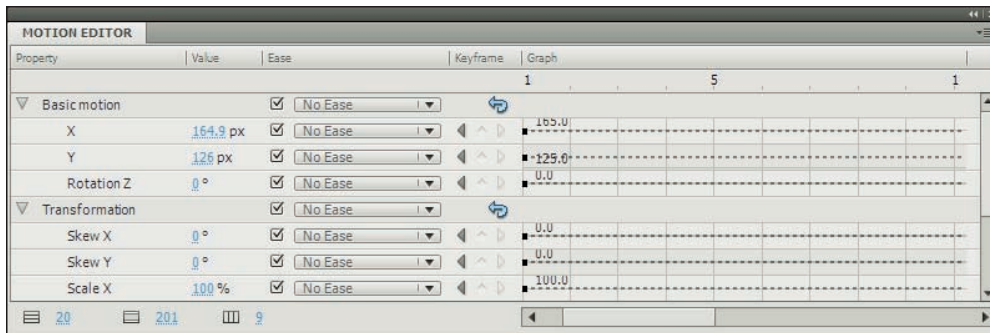 MOTION EDITOR
Property Value Ease Keyframe Graph
1 5 1
Basic motion No Ease
X 164.9 px No Ease 165.0
Y 126 px No Ease 125.0
Rotation Z 0 ° No Ease 0.0
Transformation No Ease
Skew X 0 ° No Ease 0.0
Skew Y 0 ° No Ease 0.0
Scale X 100 % No Ease 100.0
20 201 9